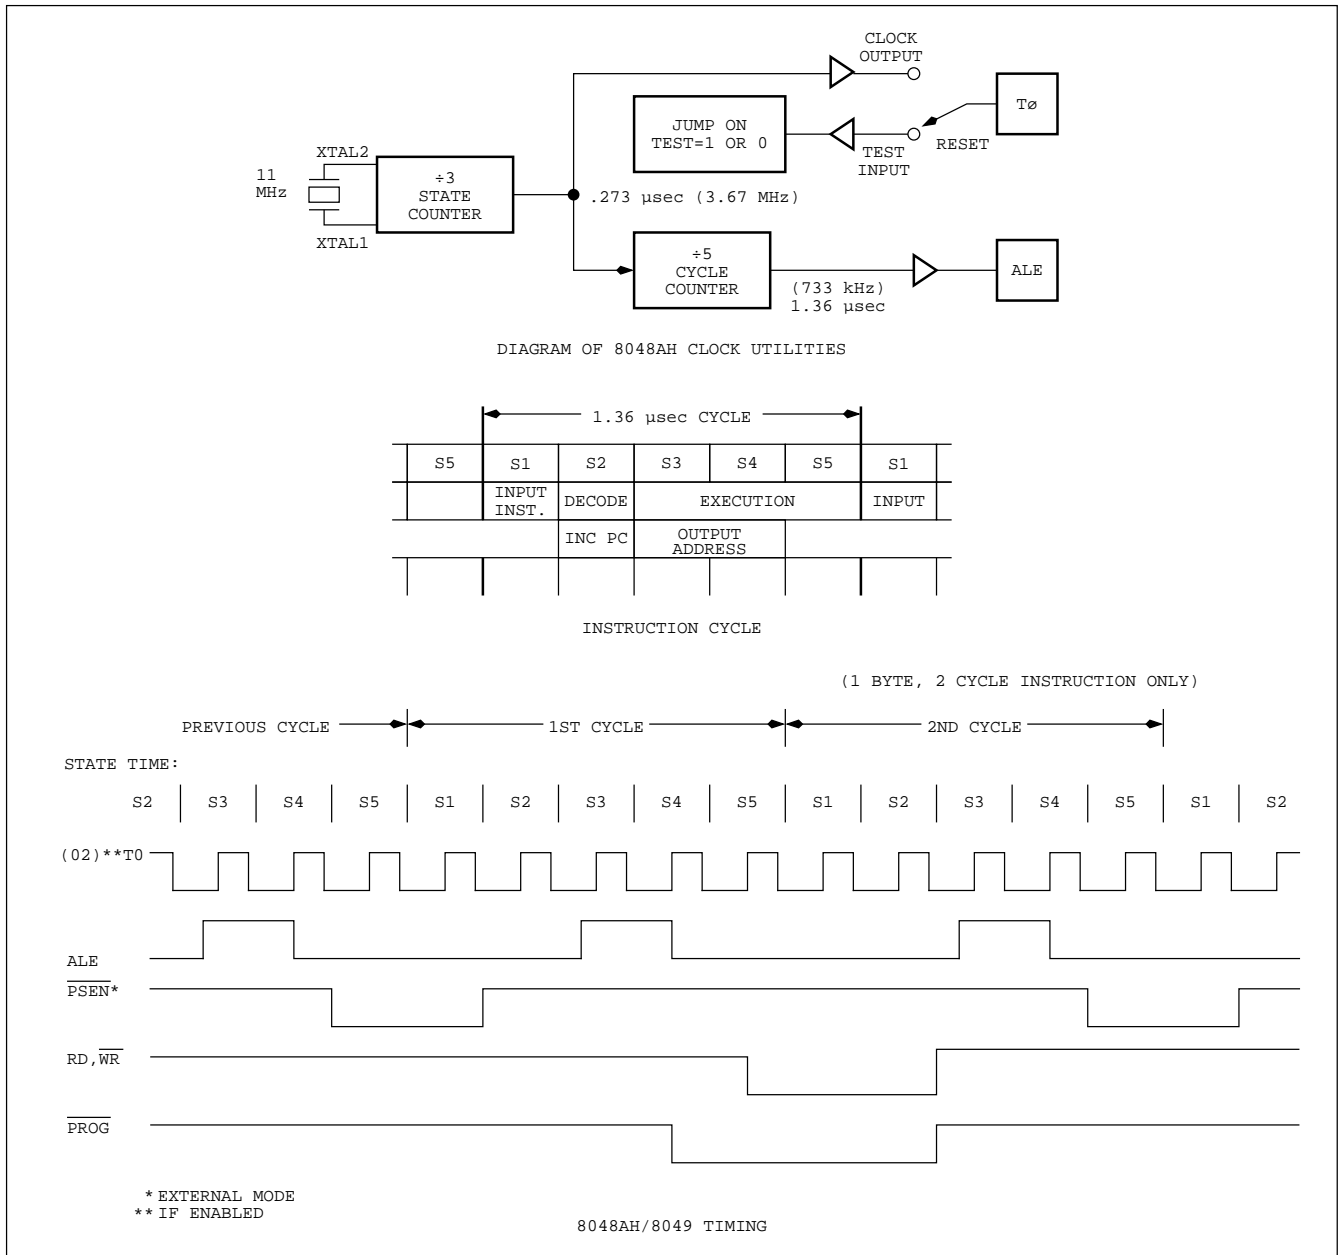 CLOCK
OUTPUT
Tø
JUMP ON
TEST=1 OR 0
TEST
INPUT
RESET
11
MHz
XTAL2
XTAL1
÷3
STATE
COUNTER
.273 µsec (3.67 MHz)
÷5
CYCLE
COUNTER
(733 kHz)
1.36 µsec
ALE
DIAGRAM OF 8048AH CLOCK UTILITIES
1.36 µsec CYCLE
S5 S1 S2 S3 S4 S5 S1
INPUT
INST.
DECODE
EXECUTION
INPUT
INC PC
OUTPUT
ADDRESS
INSTRUCTION CYCLE
(1 BYTE, 2 CYCLE INSTRUCTION ONLY)
PREVIOUS CYCLE 1ST CYCLE 2ND CYCLE
STATE TIME:
S2 S3 S4 S5 S1 S2 S3 S4 S5 S1 S2 S3 S4 S5 S1 S2
(02)**T0
ALE
PSEN*
RD,WR
PROG
* EXTERNAL MODE
** IF ENABLED
8048AH/8049 TIMING